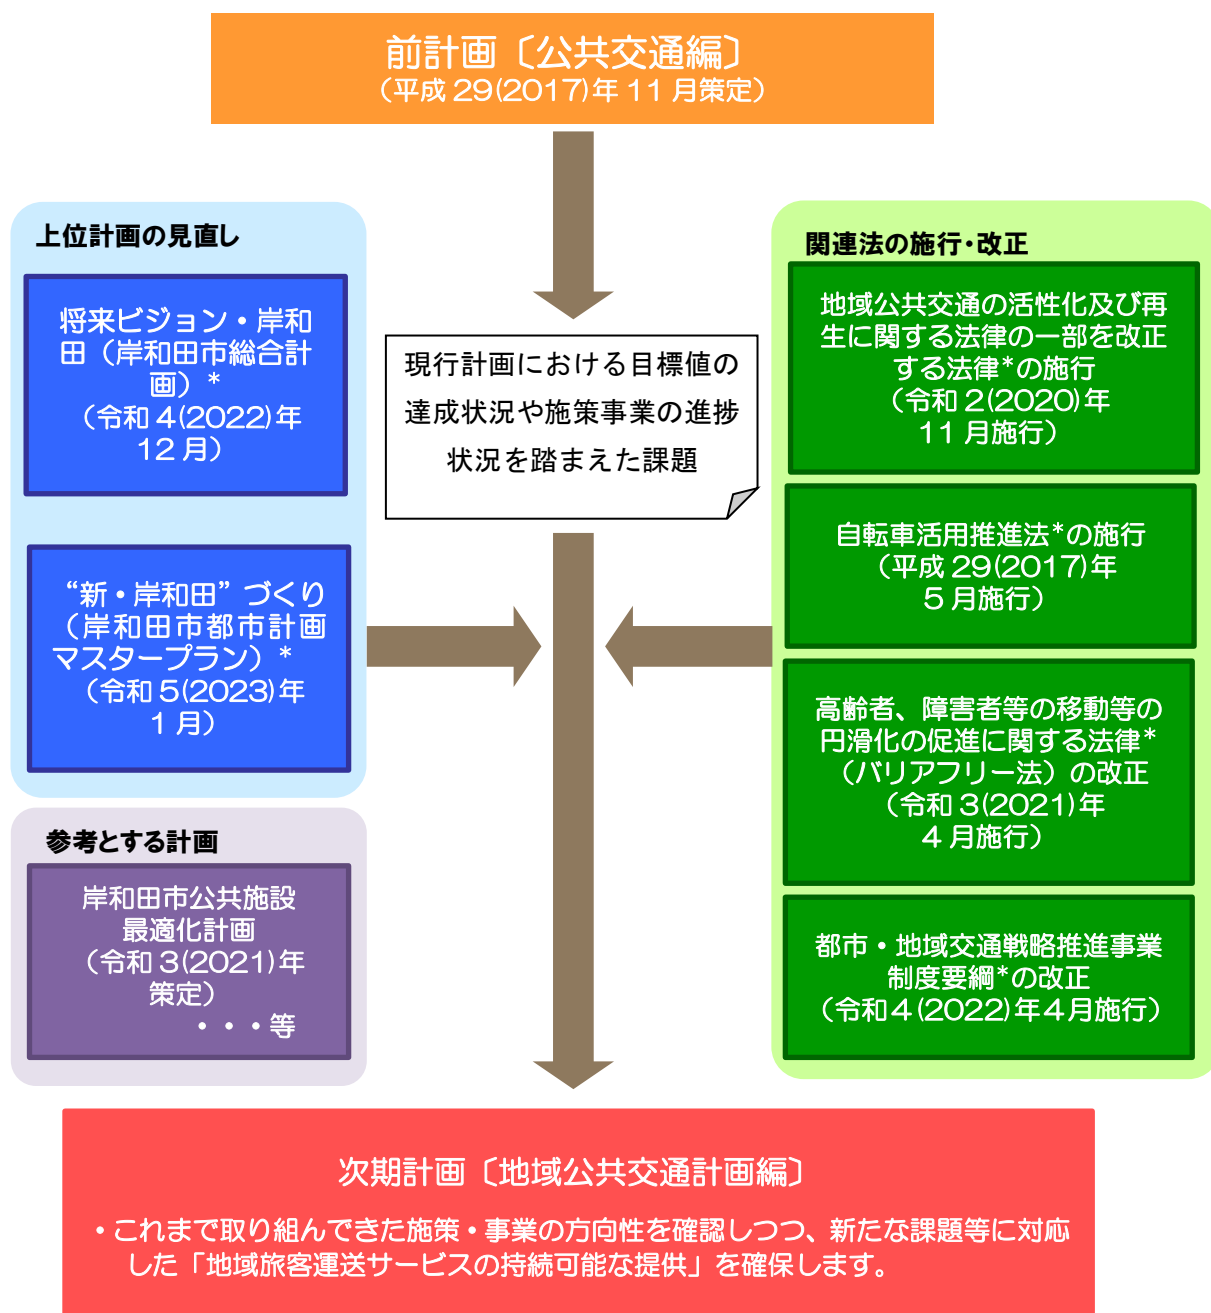 前計画〔公共交通編〕
（平成 29(2017)年 11 月策定）
上位計画の見直し
将来ビジョン・岸和
田（岸和田市総合計
画）*
（令和 4(2022)年
12 月）
“新・岸和田”づくり
（岸和田市都市計画
マスタープラン）*
（令和 5(2023)年
1 月）
参考とする計画
岸和田市公共施設
最適化計画
（令和 3(2021)年
策定）
・・・等
現行計画における目標値の
達成状況や施策事業の進捗
状況を踏まえた課題
関連法の施行・改正
地域公共交通の活性化及び再
生に関する法律の一部を改正
する法律*の施行
（令和 2(2020)年
11 月施行）
自転車活用推進法*の施行
（平成 29(2017)年
5 月施行）
高齢者、障害者等の移動等の
円滑化の促進に関する法律*
（バリアフリー法）の改正
（令和 3(2021)年
4 月施行）
都市・地域交通戦略推進事業
制度要綱*の改正
（令和４(2022)年４月施行）
次期計画〔地域公共交通計画編〕
・これまで取り組んできた施策・事業の方向性を確認しつつ、新たな課題等に対応
した「地域旅客運送サービスの持続可能な提供」を確保します。